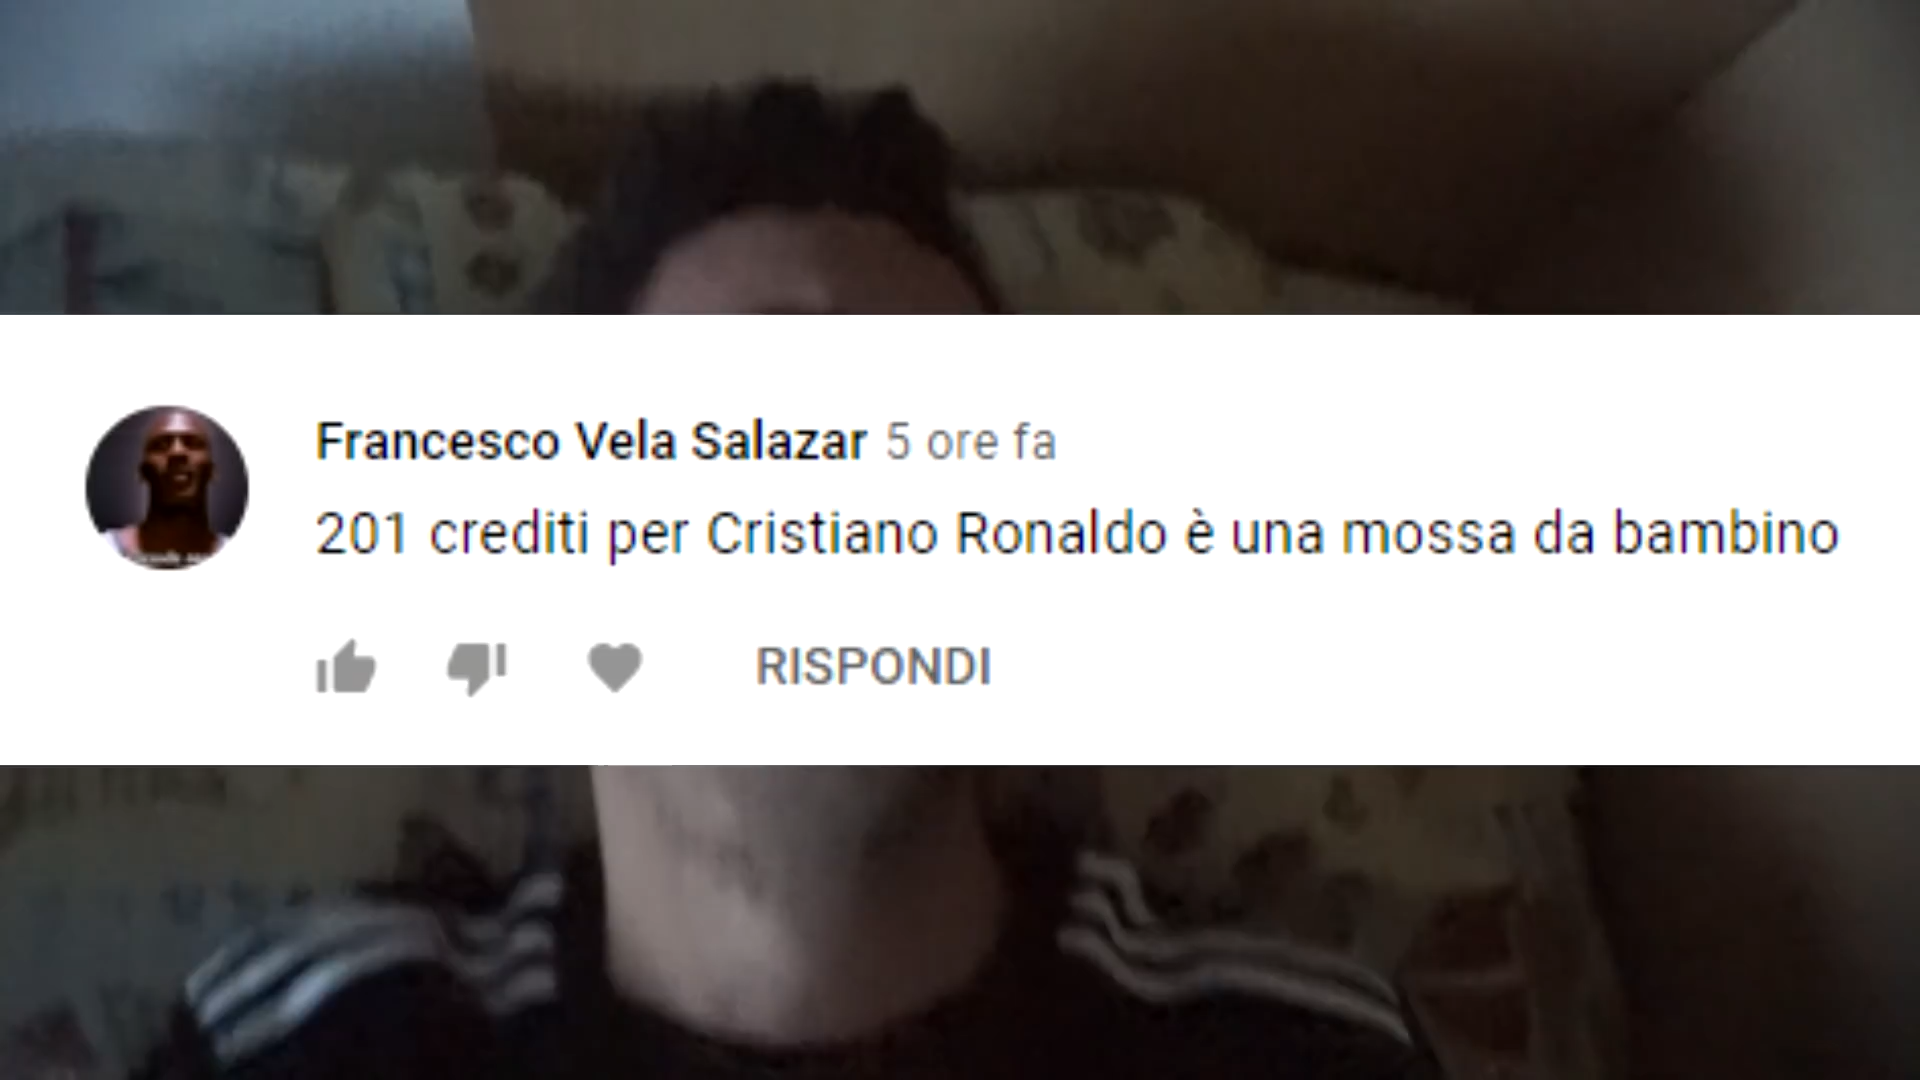 Francesco Vela Salazar 5 ore fa
201 crediti per Cristiano Ronaldo è una mossa da bambino
RISPONDI